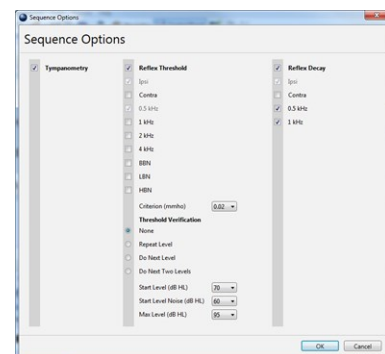 Sequence Options
Sequence Options
Tympanometry
Reflex Threshold
Ipsi
Contra
0.5 kHz
1 kHz
2 kHz
4 kHz
BBN
LBN
HBN
Criterion (mmho) 0.02
Threshold Verification
None
Repeat Level
Do Next Level
Do Next Two Levels
Start Level (dB HL) 70
Start Level Noise (dB HL) 60
Max Level (dB HL) 95
Reflex Decay
Ipsi
Contra
0.5 kHz
1 kHz
OK Cancel